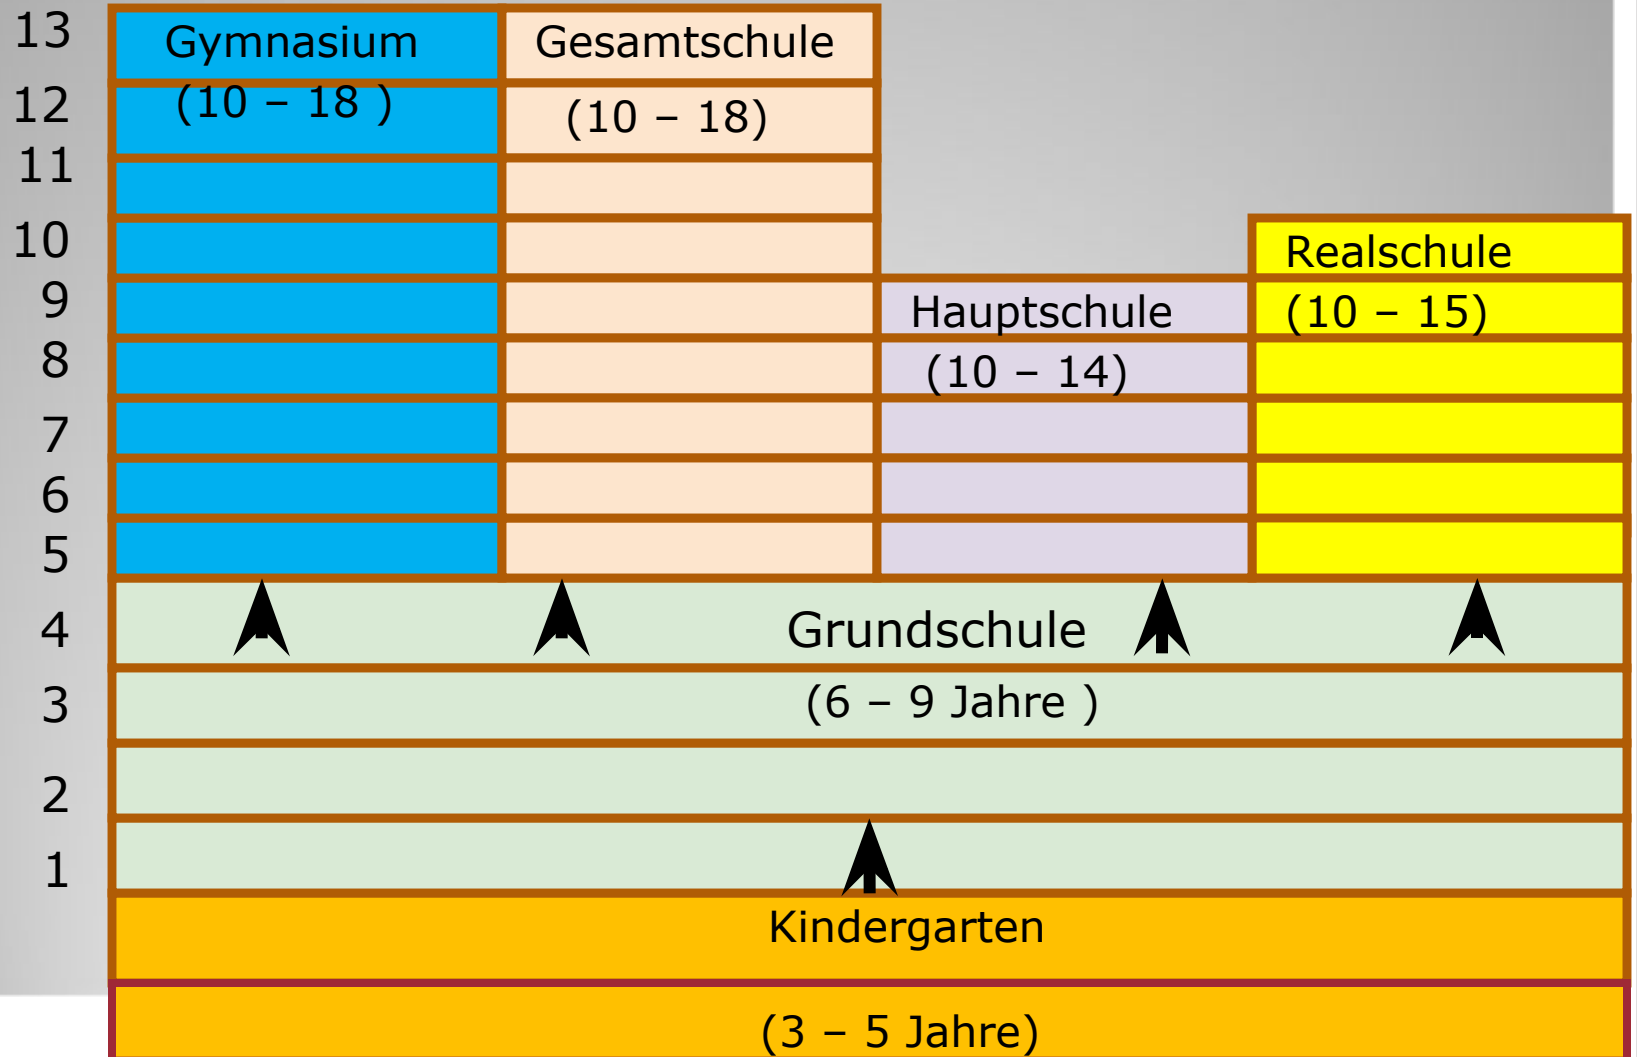 13
Gymnasium
Gesamtschule
12
(10 – 18 )
(10 – 18)
11
10
Realschule
9
Hauptschule
(10 – 15)
8
(10 – 14)
7
6
5
4
Grundschule
3
(6 – 9 Jahre )
2
1
Kindergarten
(3 – 5 Jahre)